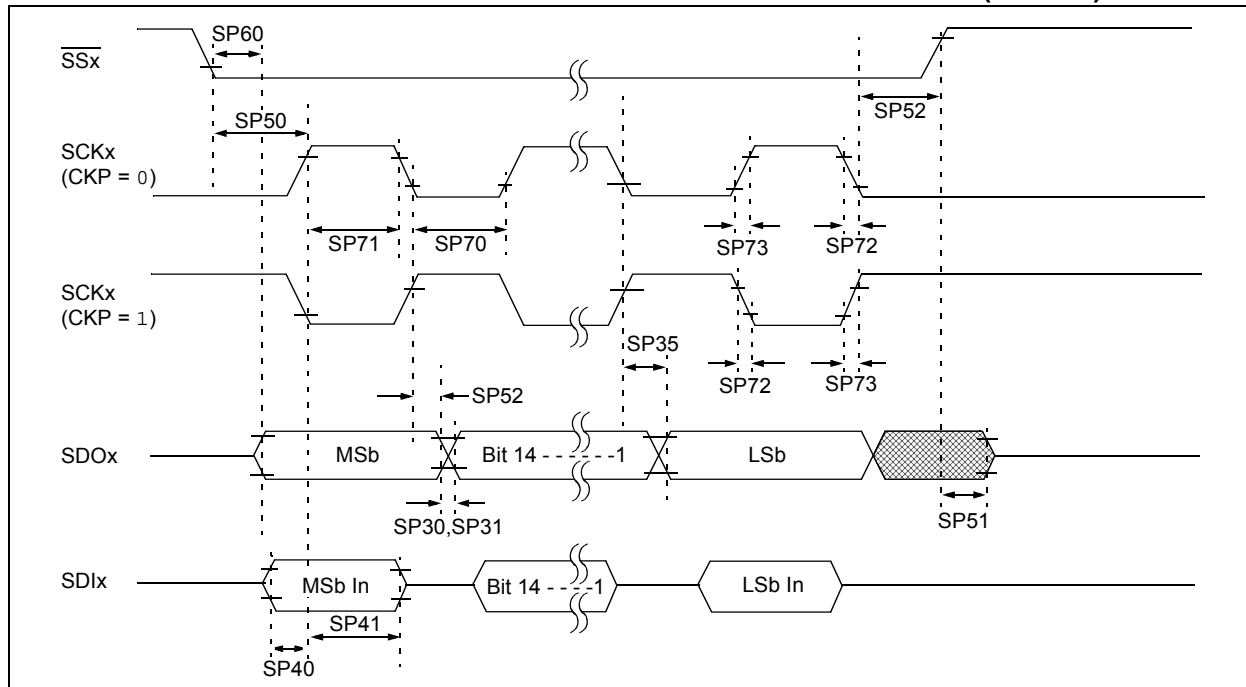 SP60
SSx
SP50
SP52
SCKx
(CKP = 0)
SP71
SP70
SP73
SP72
SCKx
(CKP = 1)
SP35
SP72
SP73
SP52
SDOx
MSb
Bit 14 - - - - - -1
LSb
SP30,SP31
SP51
SDIx
MSb In
Bit 14 - - - -1
LSb In
SP41
SP40